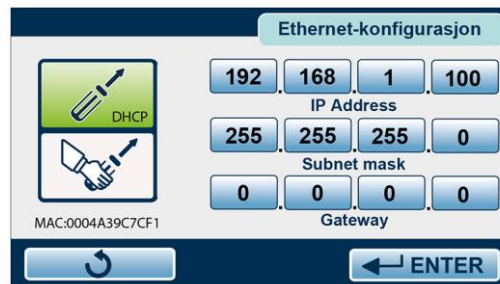 Ethernet-konfigurasjon
DHCP
MAC:0004A39C7CF1
192 . 168 . 1 . 100
IP Address
255 . 255 . 255 . 0
Subnet mask
0 . 0 . 0 . 0
Gateway
ENTER